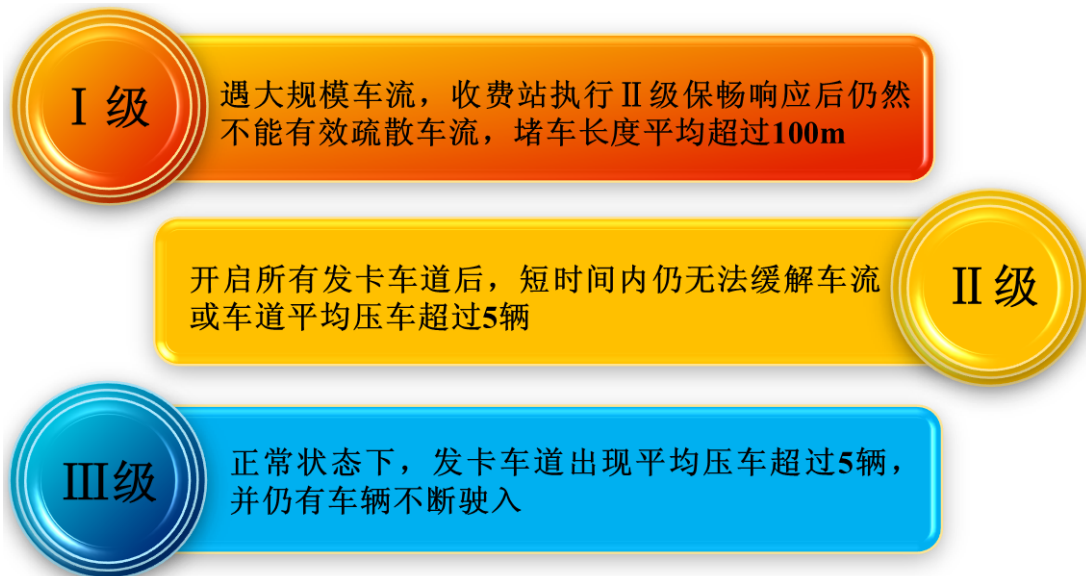 Ⅰ级
遇大规模车流，收费站执行Ⅱ级保畅响应后仍然
不能有效疏散车流，堵车长度平均超过100m
开启所有发卡车道后，短时间内仍无法缓解车流
或车道平均压车超过5辆
Ⅱ级
Ⅲ级
正常状态下，发卡车道出现平均压车超过5辆，
并仍有车辆不断驶入